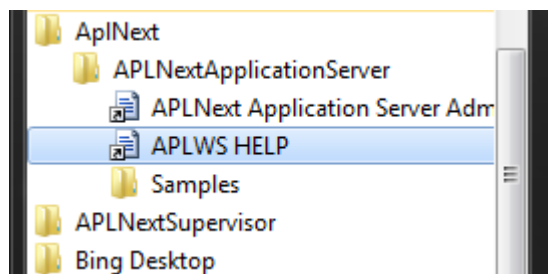 AplNext
APLNextApplicationServer
APLNext Application Server Adm
APLWS HELP
Samples
APLNextSupervisor
Bing Desktop